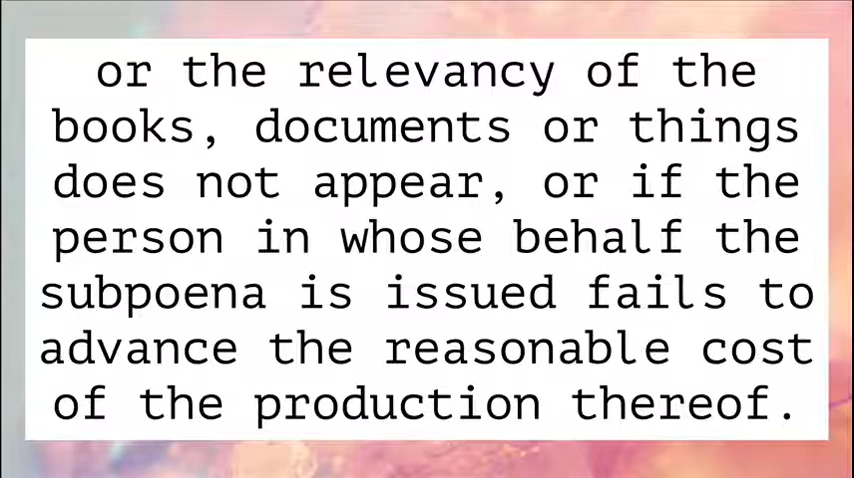 or the relevancy of the
books, documents or things
does not appear, or if the
person in whose behalf the
subpoena is issued fails to
advance the reasonable cost
of the production thereof.